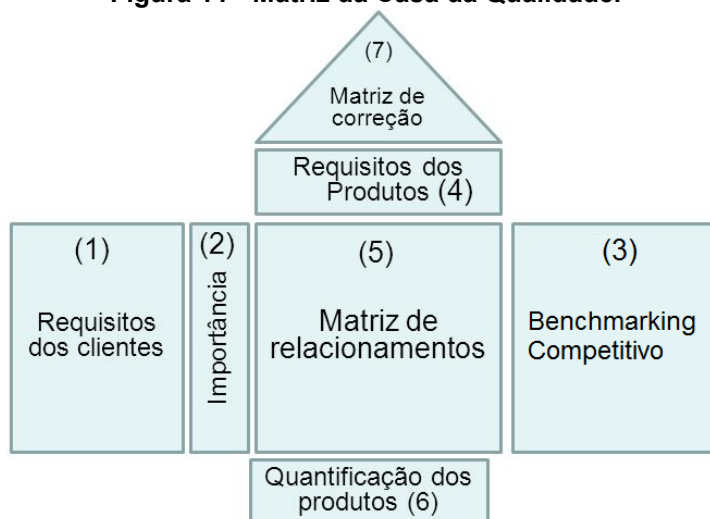 Figura 11 - Matriz da Casa da Qualidade.
(7)
Matriz de
correção
Requisitos dos
Produtos (4)
(1)
Requisitos
dos clientes
(2)
Importância
(5)
Matriz de
relacionamentos
(3)
Benchmarking
Competitivo
Quantificação dos
produtos (6)